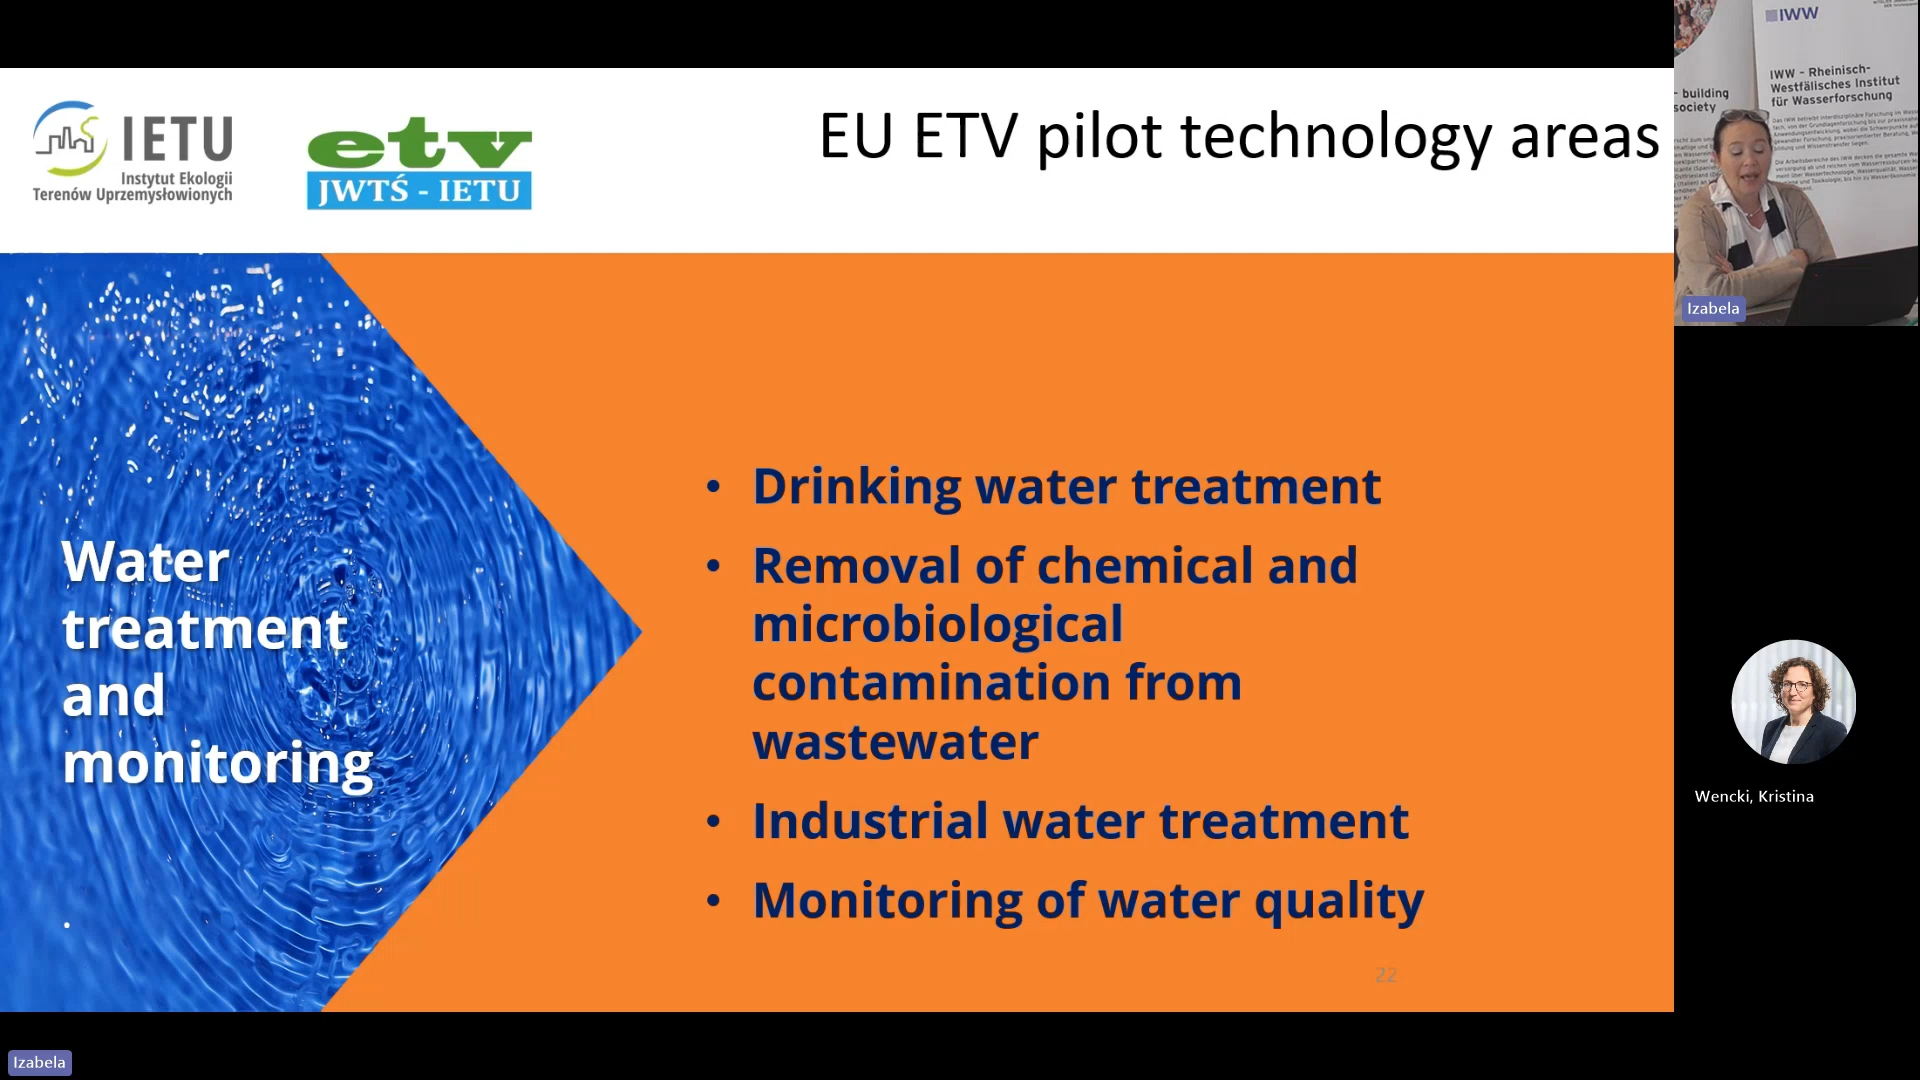 IETU
Instytut Ekologii
Terenów Uprzemysłowionych
etv
JWTŚ - IETU
EU ETV pilot technology areas
Water
treatment
and
monitoring
.
• Drinking water treatment
• Removal of chemical and
microbiological
contamination from
wastewater
• Industrial water treatment
• Monitoring of water quality
22
Izabela
IWW
- building
society
IWW - Rheinisch-
Westfälisches Institut
für Wasserforschung
Izabela
Wencki, Kristina